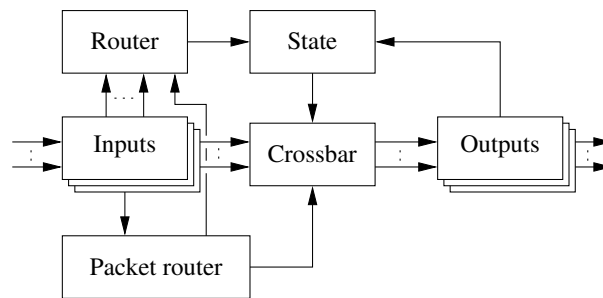 Router
State
Inputs
Crossbar
Outputs
Packet router